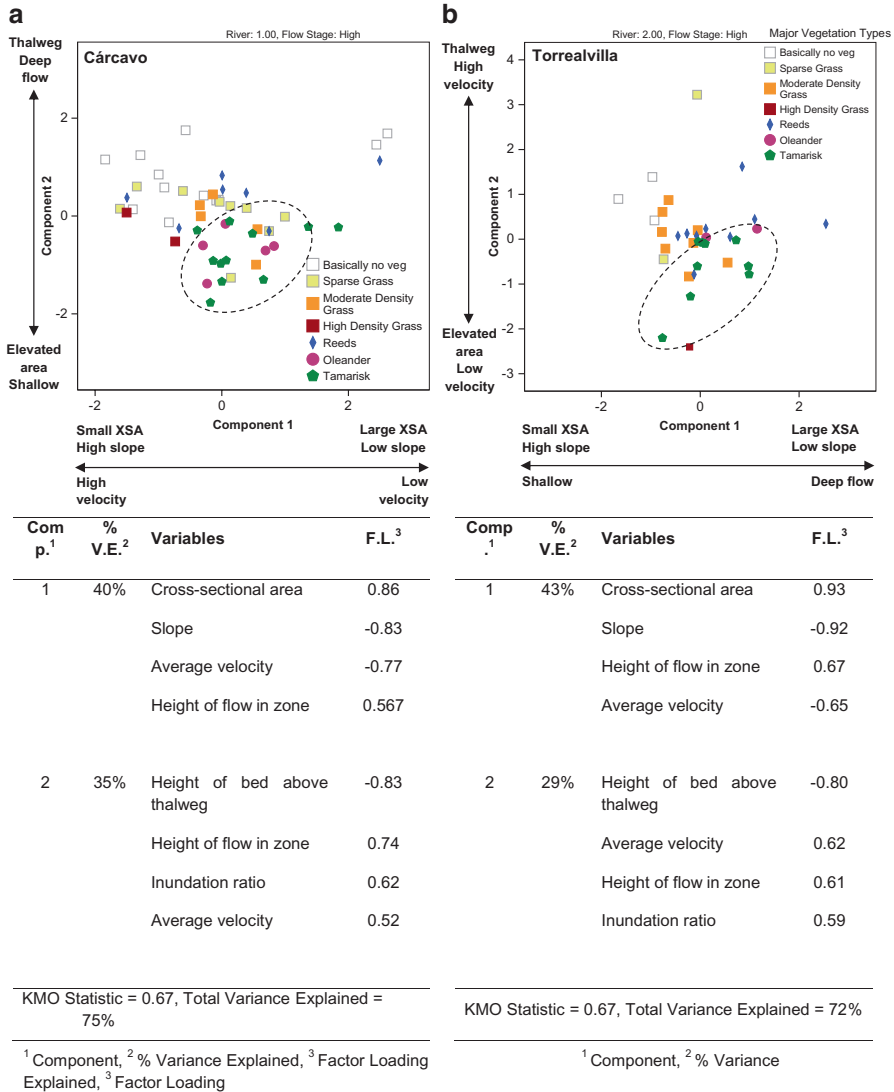 a
River: 1.00, Flow Stage: High
Thalweg
Deep
flow
Cárcavo
Component 2
2
0
-2
Elevated
area
Shallow
Basically no veg
Sparse Grass
Moderate Density
Grass
High Density Grass
Reeds
Oleander
Tamarisk
-2
0
2
Component 1
Small XSA
High slope
Large XSA
Low slope
High
velocity
Low
velocity
b
River: 2.00, Flow Stage: High
Major Vegetation Types
Thalweg
High
velocity
Torrealvilla
Component 2
4
3
2
1
0
-1
-2
-3
Elevated
area
Low
velocity
Basically no veg
Sparse Grass
Moderate Density
Grass
High Density Grass
Reeds
Oleander
Tamarisk
-2
0
2
Component 1
Small XSA
High slope
Large XSA
Low slope
Shallow
Deep flow
Com p.1 % V.E.2 Variables F.L.3
1 40% Cross-sectional area 0.86
Slope -0.83
Average velocity -0.77
Height of flow in zone 0.567
2 35% Height of bed above thalweg -0.83
Height of flow in zone 0.74
Inundation ratio 0.62
Average velocity 0.52
KMO Statistic = 0.67, Total Variance Explained =
75%
1 Component, 2 % Variance Explained, 3 Factor Loading
Explained, 3 Factor Loading
Comp .1 % V.E.2 Variables F.L.3
1 43% Cross-sectional area 0.93
Slope -0.92
Height of flow in zone 0.67
Average velocity -0.65
2 29% Height of bed above thalweg -0.80
Average velocity 0.62
Height of flow in zone 0.61
Inundation ratio 0.59
KMO Statistic = 0.67, Total Variance Explained = 72%
1 Component, 2 % Variance